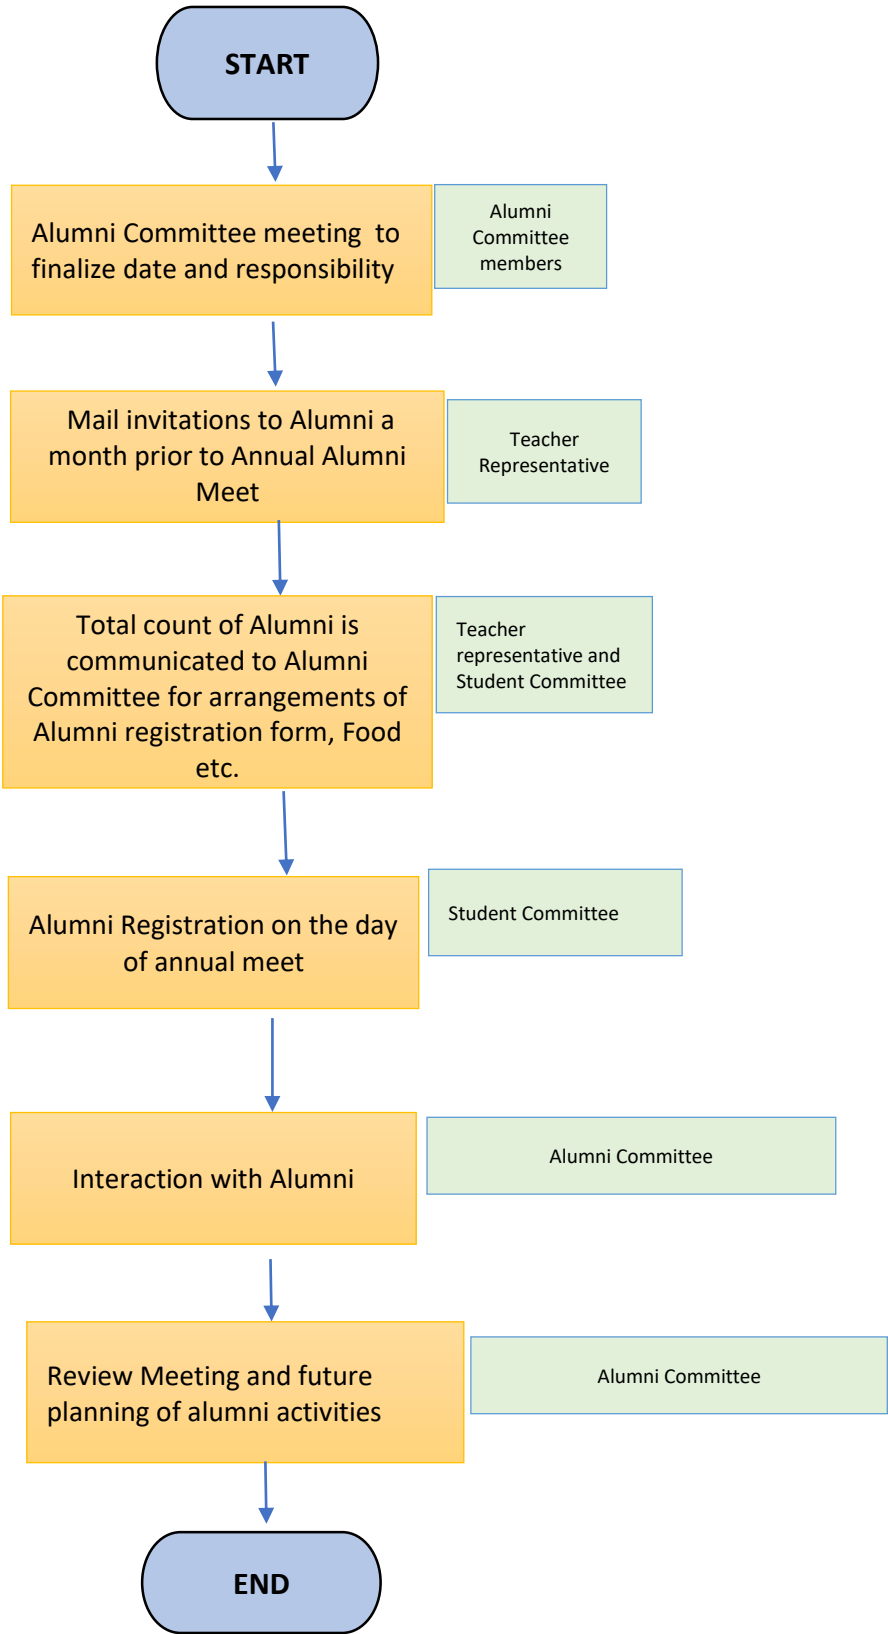 START
Alumni Committee meeting  to
finalize date and responsibility
Alumni
Committee
members
Mail invitations to Alumni a
month prior to Annual Alumni
Meet
Teacher
Representative
Total count of Alumni is
communicated to Alumni
Committee for arrangements of
Alumni registration form, Food
etc.
Teacher
representative and
Student Committee
Alumni Registration on the day
of annual meet
Student Committee
Interaction with Alumni
Alumni Committee
Review Meeting and future
planning of alumni activities
Alumni Committee
END